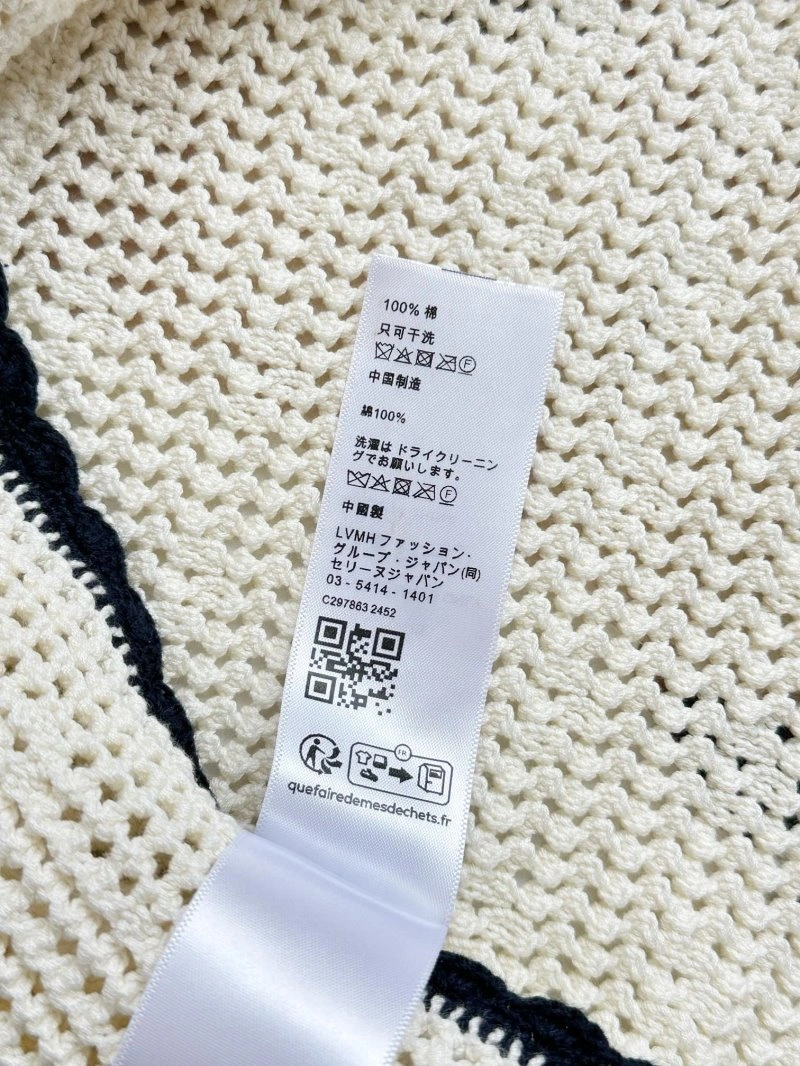 100% 棉
只可干洗
F
中国制造
綿100%
洗濯は ドライクリーニン
グでお願いします。
F
中國製
LVMH ファッション・
グループ・ジャパン(同)
セリーヌジャパン
03 - 5414 - 1401
C297863 2452
FR
quefairedemesdechets.fr